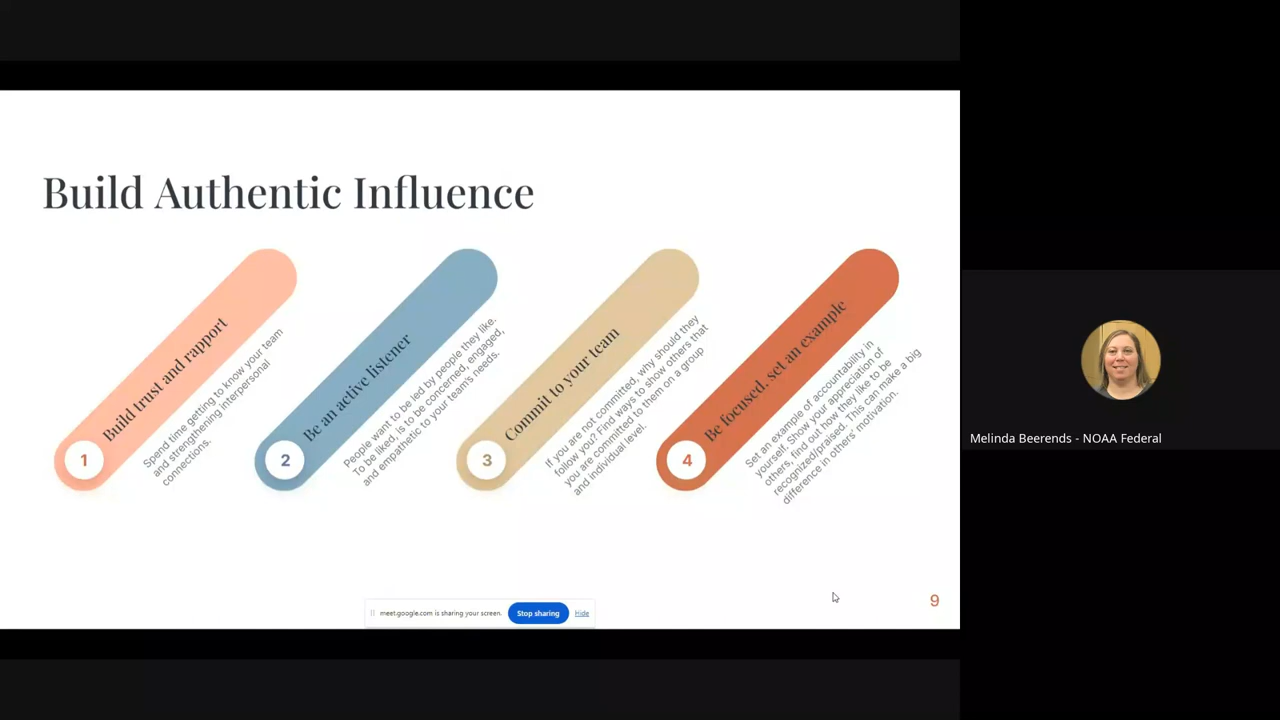 Build Authentic Influence
1
Build trust and rapport
Spend time getting to know your team
and strengthening interpersonal
connections.
2
Be an active listener
People want to be led by people they like.
To be liked, is to be concerned, engaged,
and empathetic to your team's needs.
3
Commit to your team
If you are not committed, why should they
follow you? Find ways to show others that
you are committed to them on a group
and individual level.
4
Be focused, set an example
Set an example of accountability in
yourself. Show your appreciation of
others, find out how they like to be
recognized/praised. This can make a big
difference in others' motivation.
meet.google.com is sharing your screen.
Stop sharing
Hide
9
Melinda Beerends - NOAA Federal